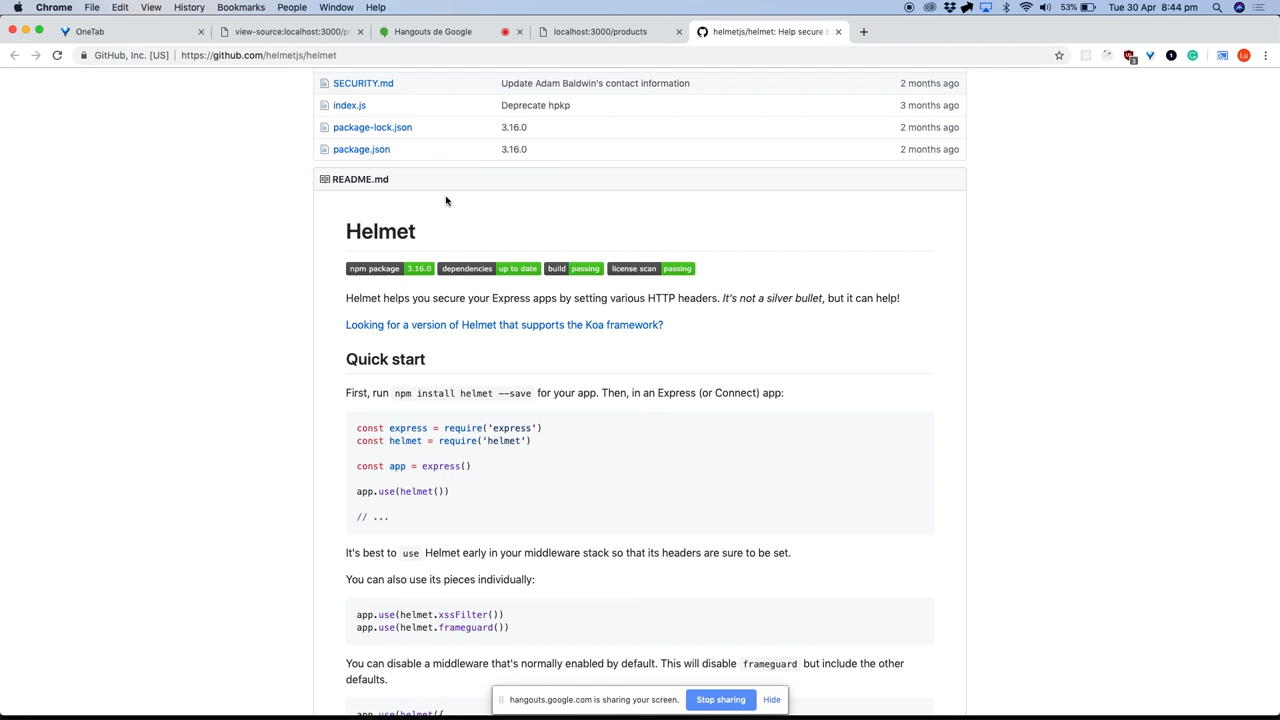 Chrome File Edit View History Bookmarks People Window Help 53% Tue 30 Apr 8:44 pm
OneTab view-source:localhost:3000/pr Hangouts de Google localhost:3000/products helmetjs/helmet: Help secure E
GitHub, Inc. [US] | https://github.com/helmetjs/helmet 3 1 Lu
SECURITY.md Update Adam Baldwin's contact information 2 months ago
index.js Deprecate hpkp 3 months ago
package-lock.json 3.16.0 2 months ago
package.json 3.16.0 2 months ago
README.md
Helmet
npm package 3.16.0 dependencies up to date build passing license scan passing
Helmet helps you secure your Express apps by setting various HTTP headers. It's not a silver bullet, but it can help!
Looking for a version of Helmet that supports the Koa framework?
Quick start
First, run npm install helmet --save for your app. Then, in an Express (or Connect) app:
const express = require('express')
const helmet = require('helmet')
const app = express()
app.use(helmet())
// ...
It's best to use Helmet early in your middleware stack so that its headers are sure to be set.
You can also use its pieces individually:
app.use(helmet.xssFilter())
app.use(helmet.frameguard())
You can disable a middleware that's normally enabled by default. This will disable frameguard but include the other
defaults.
hangouts.google.com is sharing your screen. Stop sharing Hide
app.use(helmet({